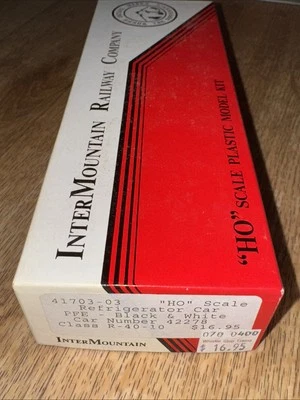 INTERMOUNTAIN RAILWAY COMPANY
"HO" SCALE PLASTIC MODEL KIT
41703-03 "HO" Scale
Refrigerator Car
PFE - Black & White
Car Number 42278
Class R-40-10 $16.95
070 0400
$ 16.95
INTERMOUNTAIN